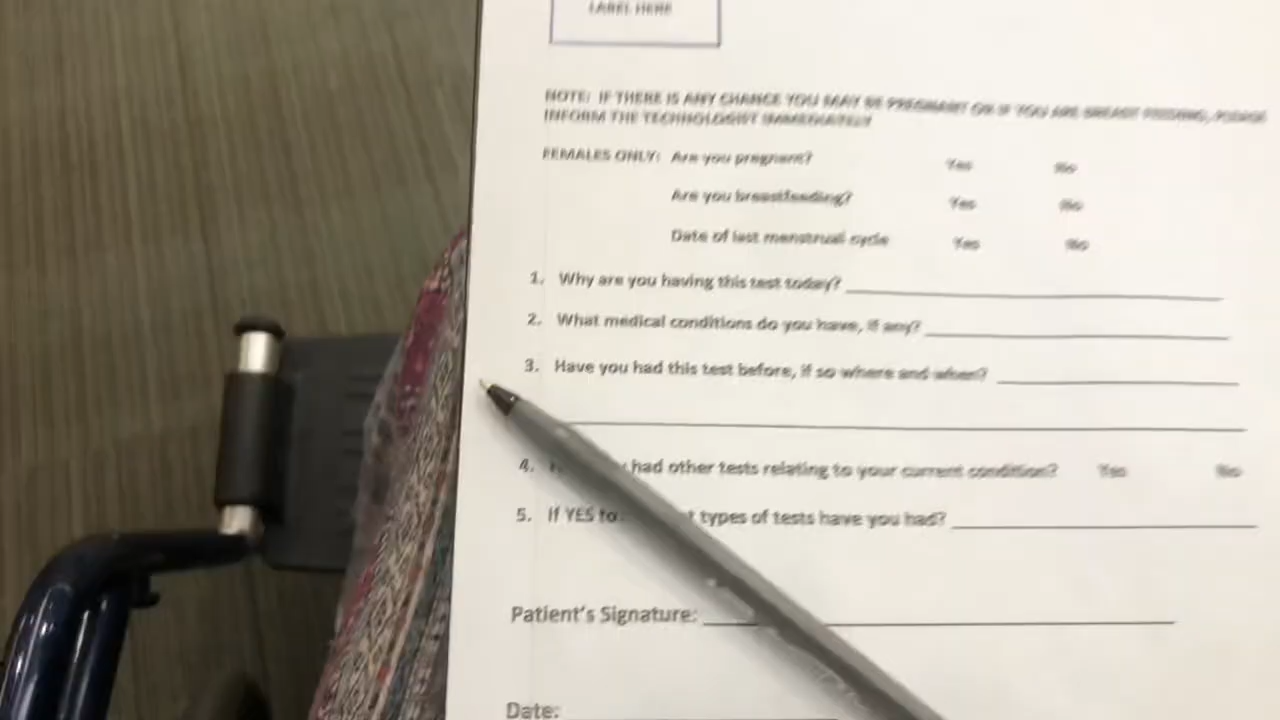 LABEL HERE
NOTE: IF THERE IS ANY CHANCE YOU MAY BE PREGNANT OR IF YOU ARE BREAST FEEDING, PLEASE
INFORM THE TECHNOLOGIST IMMEDIATELY
FEMALES ONLY: Are you pregnant? Yes No
Are you breastfeeding? Yes No
Date of last menstrual cycle Yes No
1. Why are you having this test today?
2. What medical conditions do you have, if any?
3. Have you had this test before, if so where and when?
4. had other tests relating to your current condition? Yes No
5. If YES to types of tests have you had?
Patient's Signature:
Date: